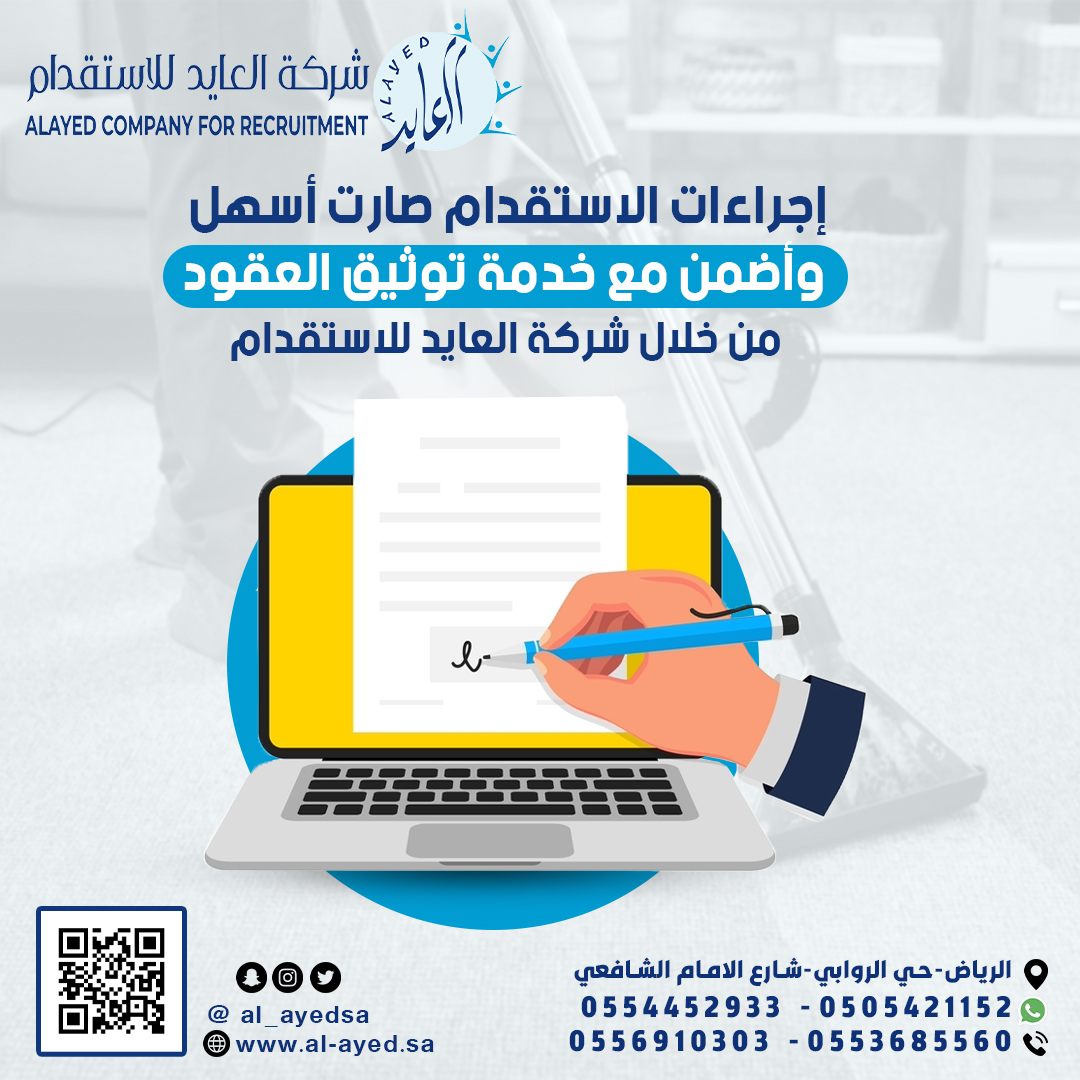 شركة العايد للاستقدام
ALAYED COMPANY FOR RECRUITMENT
ALAYED
العايد
إجراءات الاستقدام صارت أسهل
وأضمن مع خدمة توثيق العقود
من خلال شركة العايد للاستقدام
الرياض-حي الروابي-شارع الامام الشافعي
0554452933 - 0505421152
0556910303 - 0553685560
@ al_ayedsa
www.al-ayed.sa